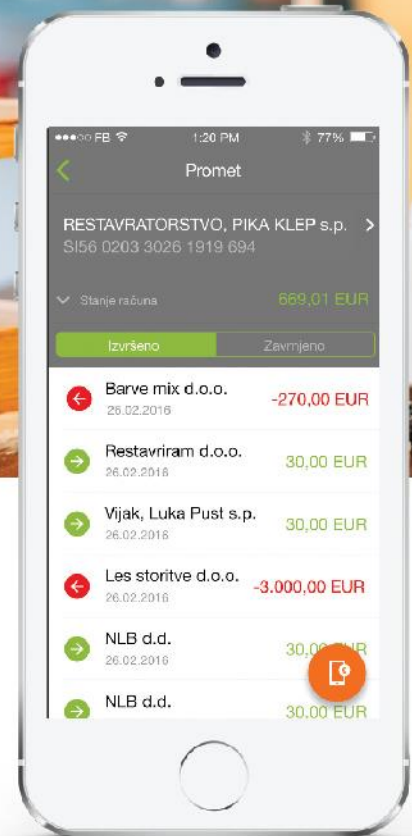 FB 1:20 PM 77%
Promet
RESTAVRATORSTVO, PIKA KLEP s.p.
SI56 0203 3026 1919 694
Stanje računa 669,01 EUR
Izvršeno Zavrnjeno
Barve mix d.o.o. -270,00 EUR
26.02.2016
Restavriram d.o.o. 30,00 EUR
26.02.2016
Vijak, Luka Pust s.p. 30,00 EUR
26.02.2016
Les storitve d.o.o. -3.000,00 EUR
26.02.2016
NLB d.d.
26.02.2016
NLB d.d. 30,00 EUR